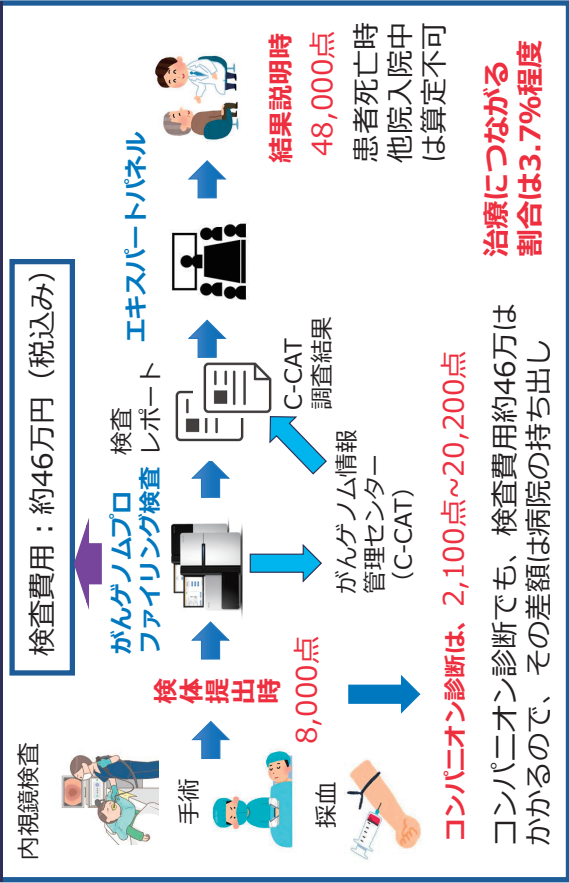 検査費用：約46万円（税込み）
内視鏡検査
手術
採血
検
体
提
出
時
8,000点
がんゲノムプロ
ファイリング検査
検査
レポート
エキスパートパネル
がんゲノム情報
管理センター
（C-CAT）
C-CAT
調査結果
結果説明時
48,000点
患者死亡時
他院入院中
は算定不可
コンパニオン診断は、2,100点~20,200点
コンパニオン診断でも、検査費用約46万は
かかるので、その差額は病院の持ち出し
治療につながる
割合は3.7%程度